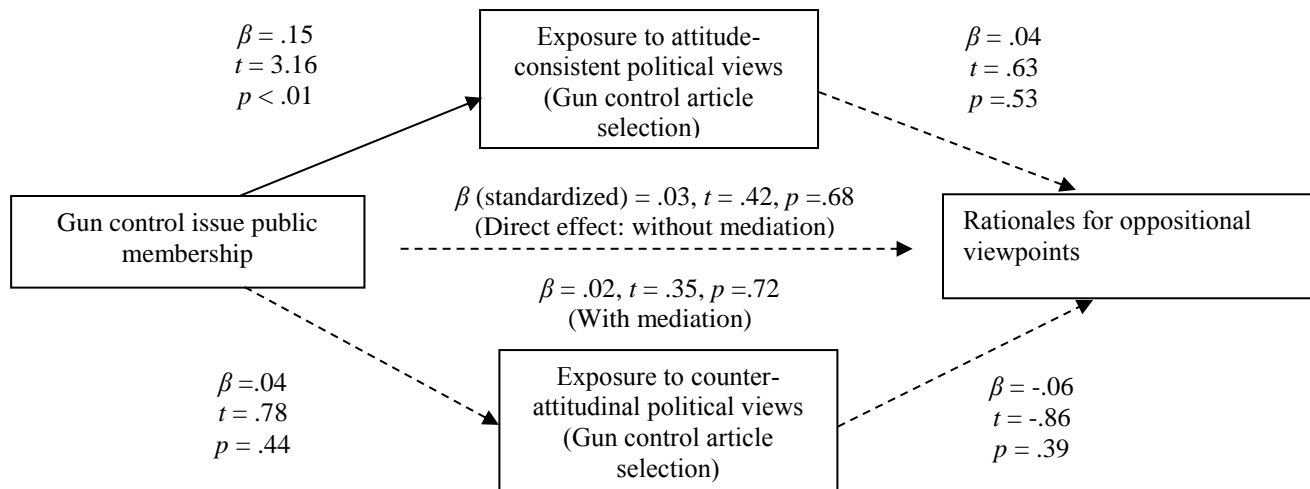 β = .15
t = 3.16
p < .01
Exposure to attitude-
consistent political views
(Gun control article
selection)
β = .04
t = .63
p =.53
Gun control issue public
membership
β (standardized) = .03, t = .42, p =.68
(Direct effect: without mediation)
β = .02, t = .35, p =.72
(With mediation)
Rationales for oppositional
viewpoints
β =.04
t = .78
p = .44
Exposure to counter-
attitudinal political views
(Gun control article
selection)
β = -.06
t = -.86
p = .39